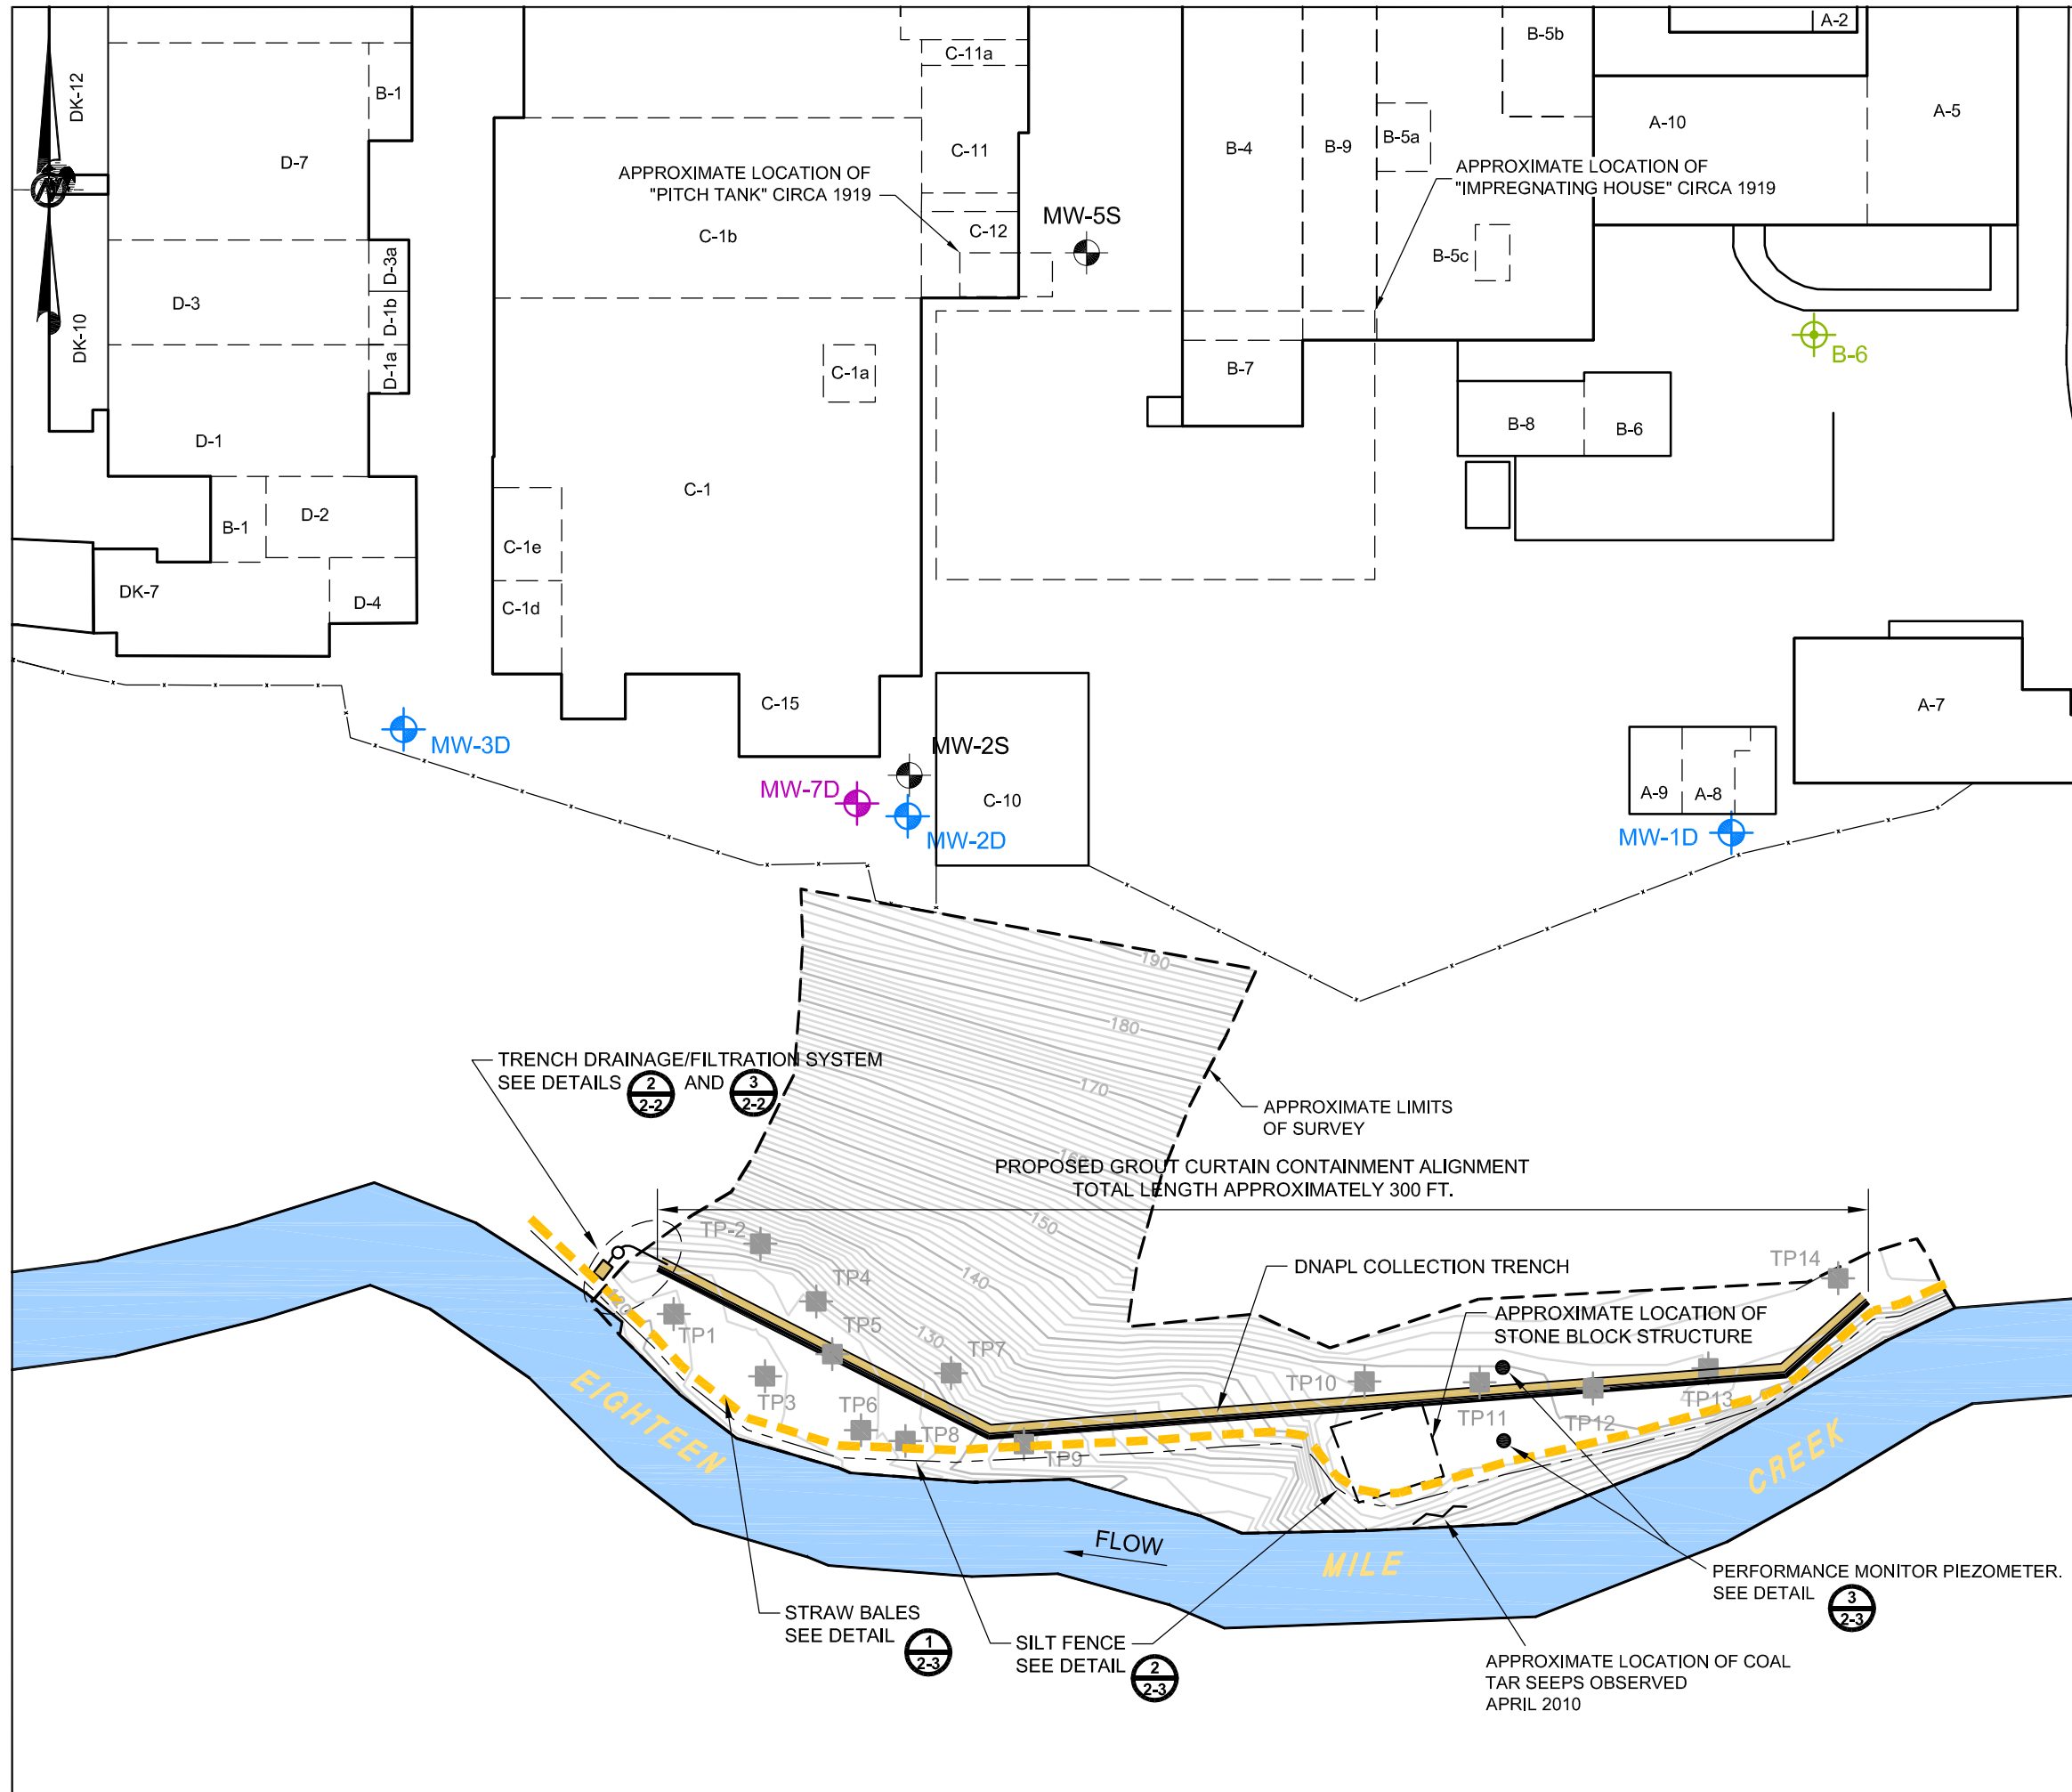 A-2
B-5b
C-11a
DK-12
B-1
A-5
A-10
B-5a
B-4
B-9
C-11
D-7
APPROXIMATE LOCATION OF
"PITCH TANK" CIRCA 1919
APPROXIMATE LOCATION OF
"IMPREGNATING HOUSE" CIRCA 1919
N
MW-5S
C-12
C-1b
B-5c
D-3a
D-3
D-1b
DK-10
D-1a
B-6
B-7
C-1a
B-8
B-6
D-1
C-1
D-2
B-1
C-1e
DK-7
D-4
C-1d
C-15
A-7
MW-3D
MW-2S
MW-7D
C-10
A-9
A-8
MW-2D
MW-1D
190
180
170
160
150
140
130
120
TRENCH DRAINAGE/FILTRATION SYSTEM
SEE DETAILS 2 2-2 AND 3 2-2
APPROXIMATE LIMITS
OF SURVEY
PROPOSED GROUT CURTAIN CONTAINMENT ALIGNMENT
TOTAL LENGTH APPROXIMATELY 300 FT.
TP-2
DNAPL COLLECTION TRENCH
TP14
TP4
APPROXIMATE LOCATION OF
STONE BLOCK STRUCTURE
TP1
TP5
TP7
TP3
TP10
TP6
TP11
TP12
TP13
TP8
TP9
EIGHTEEN
MILE
CREEK
FLOW
PERFORMANCE MONITOR PIEZOMETER.
SEE DETAIL 3 2-3
STRAW BALES
SEE DETAIL 1 2-3
SILT FENCE
SEE DETAIL 2 2-3
APPROXIMATE LOCATION OF COAL
TAR SEEPS OBSERVED
APRIL 2010